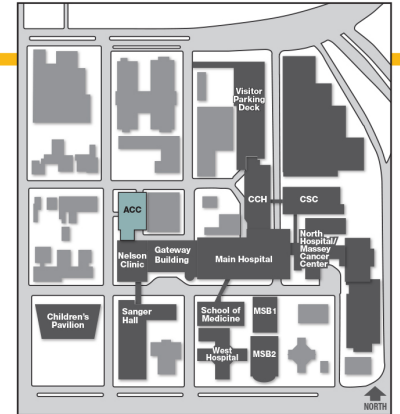 Visitor
Parking
Deck
CCH
CSC
ACC
North
Hospital/
Massey
Cancer
Center
Nelson
Clinic
Gateway
Building
Main Hospital
Children's
Pavilion
Sanger
Hall
School of
Medicine
MSB1
West
Hospital
MSB2
NORTH